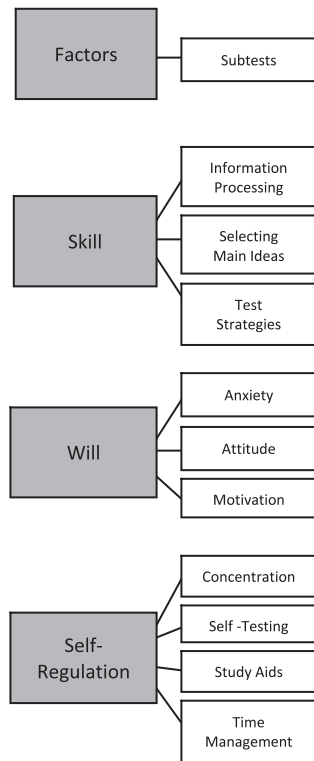 Factors
Subtests
Skill
Information
Processing
Selecting
Main Ideas
Test
Strategies
Will
Anxiety
Attitude
Motivation
Self-
Regulation
Concentration
Self -Testing
Study Aids
Time
Management